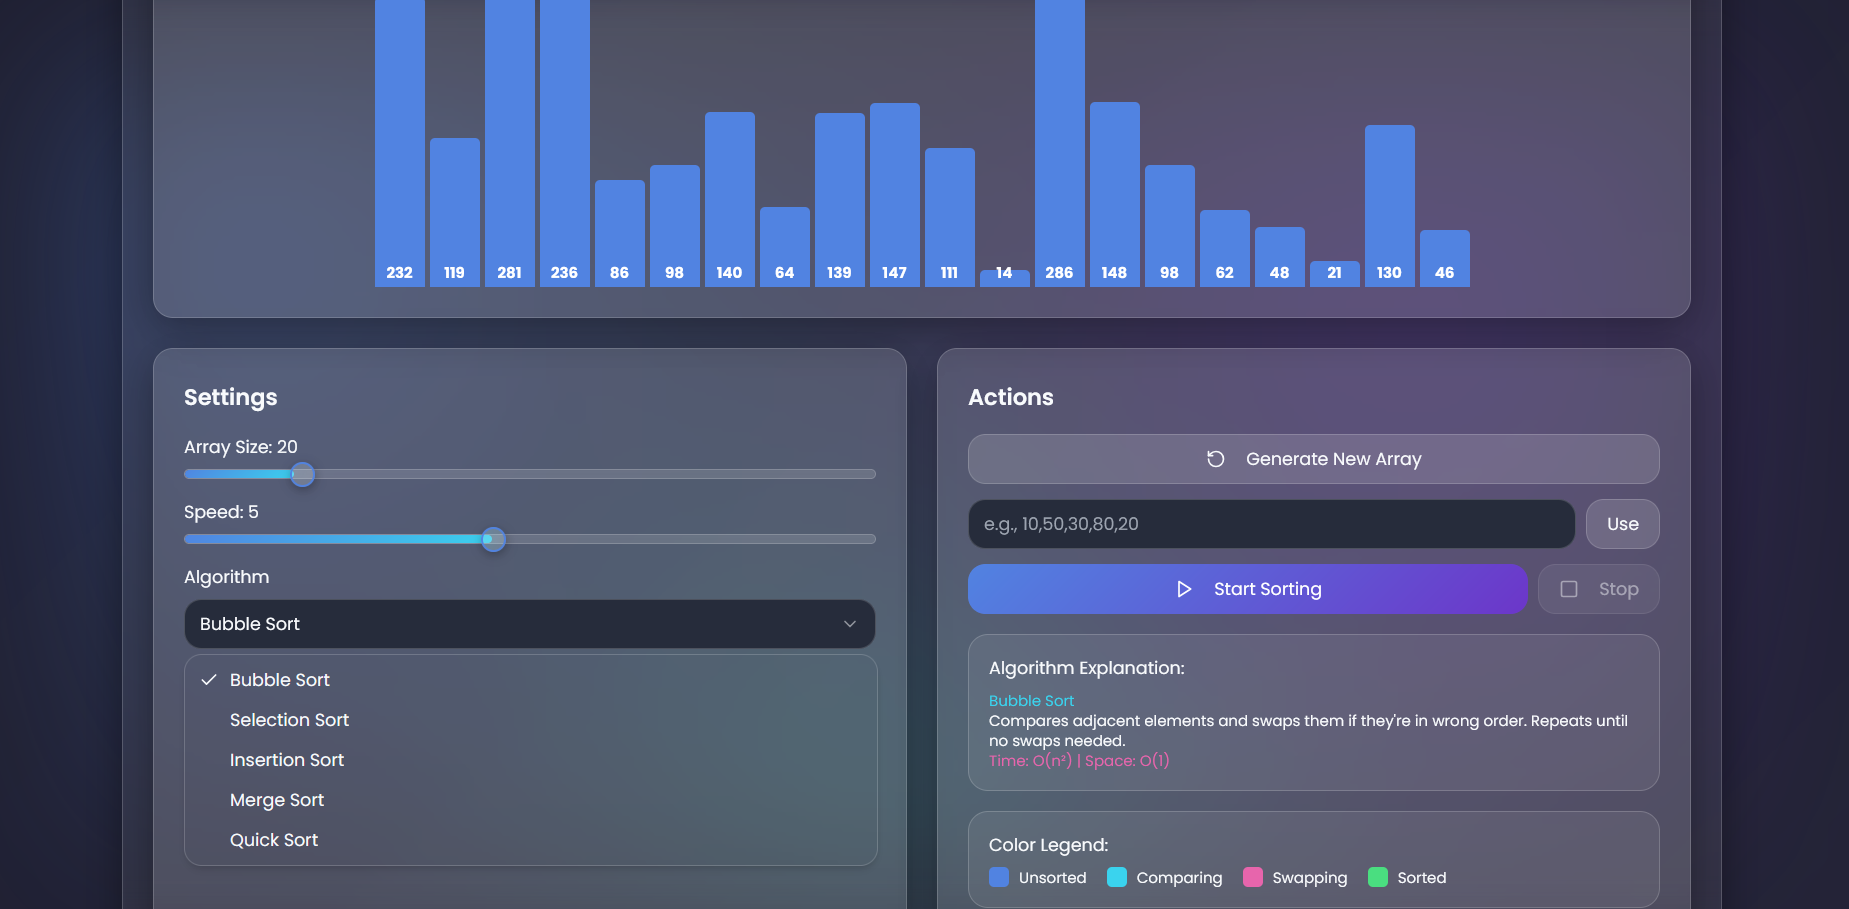 232 119 281 236 86 98 140 64 139 147 111 14 286 148 98 62 48 21 130 46
Settings
Array Size: 20
Speed: 5
Algorithm
Bubble Sort
Bubble Sort
Selection Sort
Insertion Sort
Merge Sort
Quick Sort
Actions
Generate New Array
e.g., 10,50,30,80,20
Use
Start Sorting
Stop
Algorithm Explanation:
Bubble Sort
Compares adjacent elements and swaps them if they're in wrong order. Repeats until
no swaps needed.
Time: O(n²) | Space: O(1)
Color Legend:
Unsorted Comparing Swapping Sorted